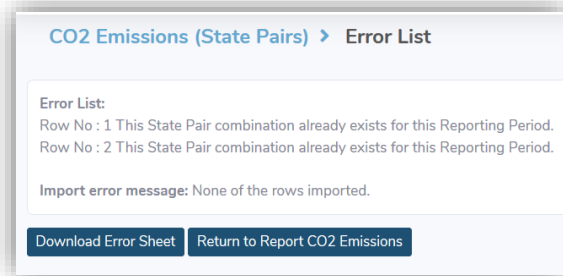 CO2 Emissions (State Pairs) > Error List
Error List:
Row No : 1 This State Pair combination already exists for this Reporting Period.
Row No : 2 This State Pair combination already exists for this Reporting Period.
Import error message: None of the rows imported.
Download Error Sheet Return to Report CO2 Emissions